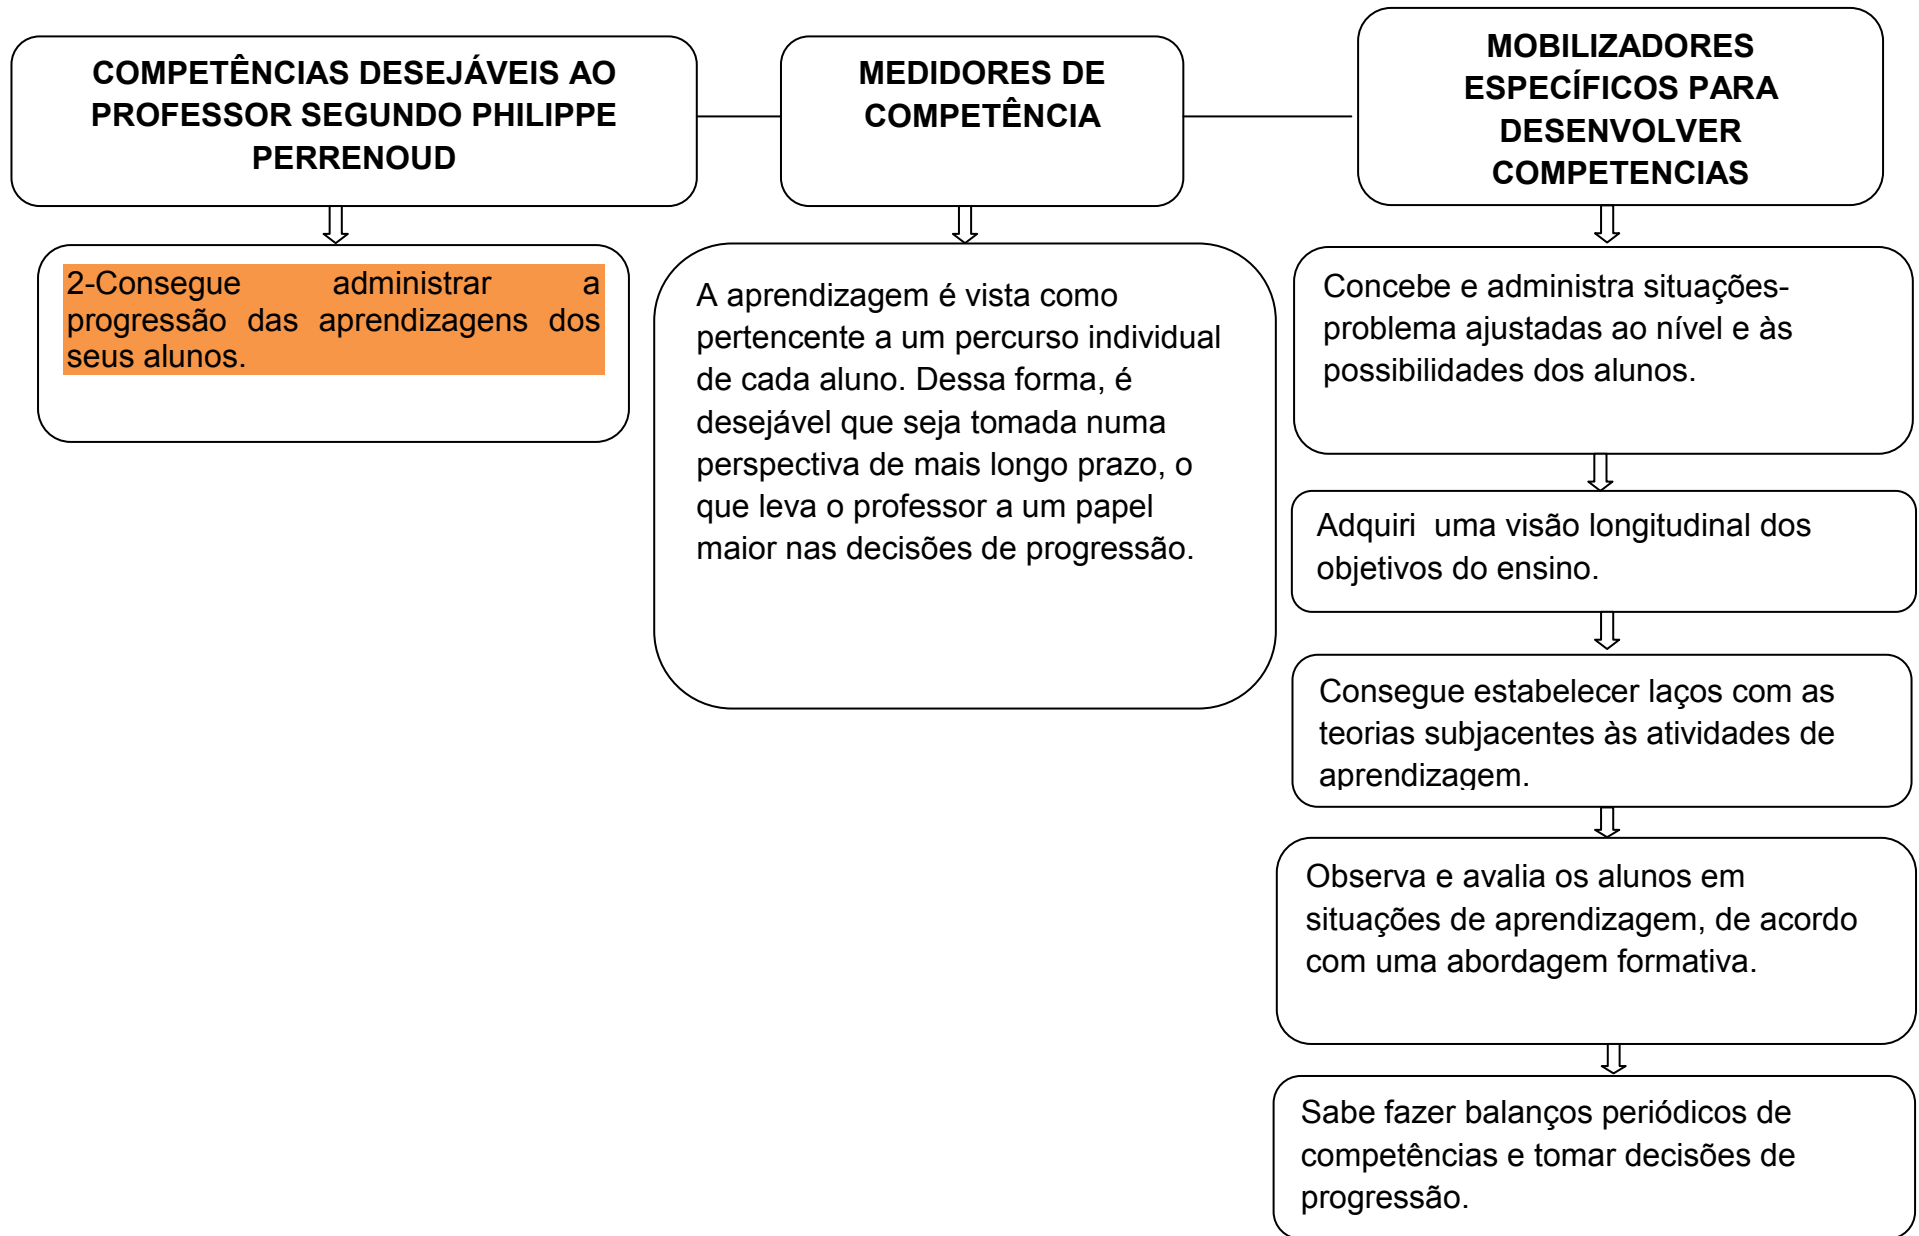 COMPETÊNCIAS DESEJÁVEIS AO
PROFESSOR SEGUNDO PHILIPPE
PERRENOUD
MEDIDORES DE
COMPETÊNCIA
MOBILIZADORES
ESPECÍFICOS PARA
DESENVOLVER
COMPETENCIAS
2-Consegue administrar a
progressão das aprendizagens dos
seus alunos.
A aprendizagem é vista como
pertencente a um percurso individual
de cada aluno. Dessa forma, é
desejável que seja tomada numa
perspectiva de mais longo prazo, o
que leva o professor a um papel
maior nas decisões de progressão.
Concebe e administra situações-
problema ajustadas ao nível e às
possibilidades dos alunos.
Adquiri uma visão longitudinal dos
objetivos do ensino.
Consegue estabelecer laços com as
teorias subjacentes às atividades de
aprendizagem.
Observa e avalia os alunos em
situações de aprendizagem, de acordo
com uma abordagem formativa.
Sabe fazer balanços periódicos de
competências e tomar decisões de
progressão.